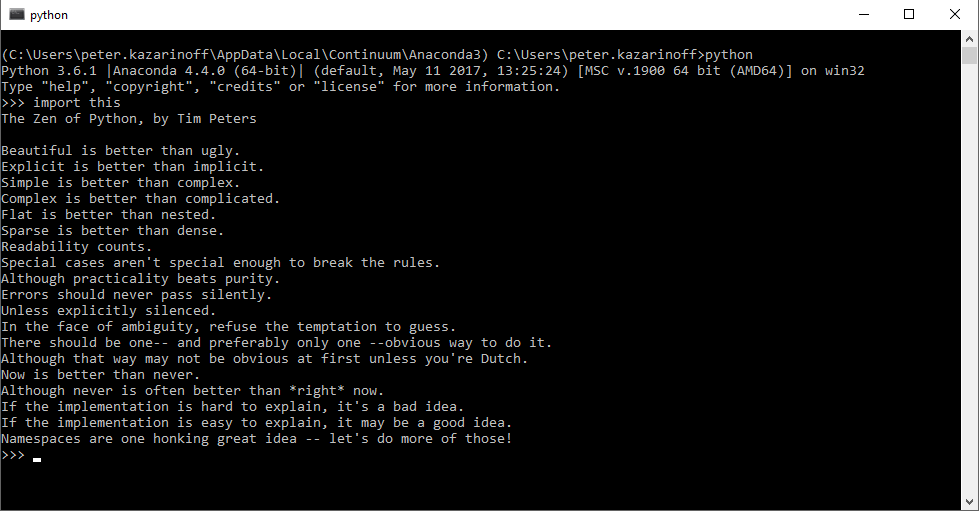 python
(C:\Users\peter.kazarinoff\AppData\Local\Continuum\Anaconda3) C:\Users\peter.kazarinoff>python
Python 3.6.1 |Anaconda 4.4.0 (64-bit)| (default, May 11 2017, 13:25:24) [MSC v.1900 64 bit (AMD64)] on win32
Type "help", "copyright", "credits" or "license" for more information.
>>> import this
The Zen of Python, by Tim Peters

Beautiful is better than ugly.
Explicit is better than implicit.
Simple is better than complex.
Complex is better than complicated.
Flat is better than nested.
Sparse is better than dense.
Readability counts.
Special cases aren't special enough to break the rules.
Although practicality beats purity.
Errors should never pass silently.
Unless explicitly silenced.
In the face of ambiguity, refuse the temptation to guess.
There should be one-- and preferably only one --obvious way to do it.
Although that way may not be obvious at first unless you're Dutch.
Now is better than never.
Although never is often better than *right* now.
If the implementation is hard to explain, it's a bad idea.
If the implementation is easy to explain, it may be a good idea.
Namespaces are one honking great idea -- let's do more of those!
>>>